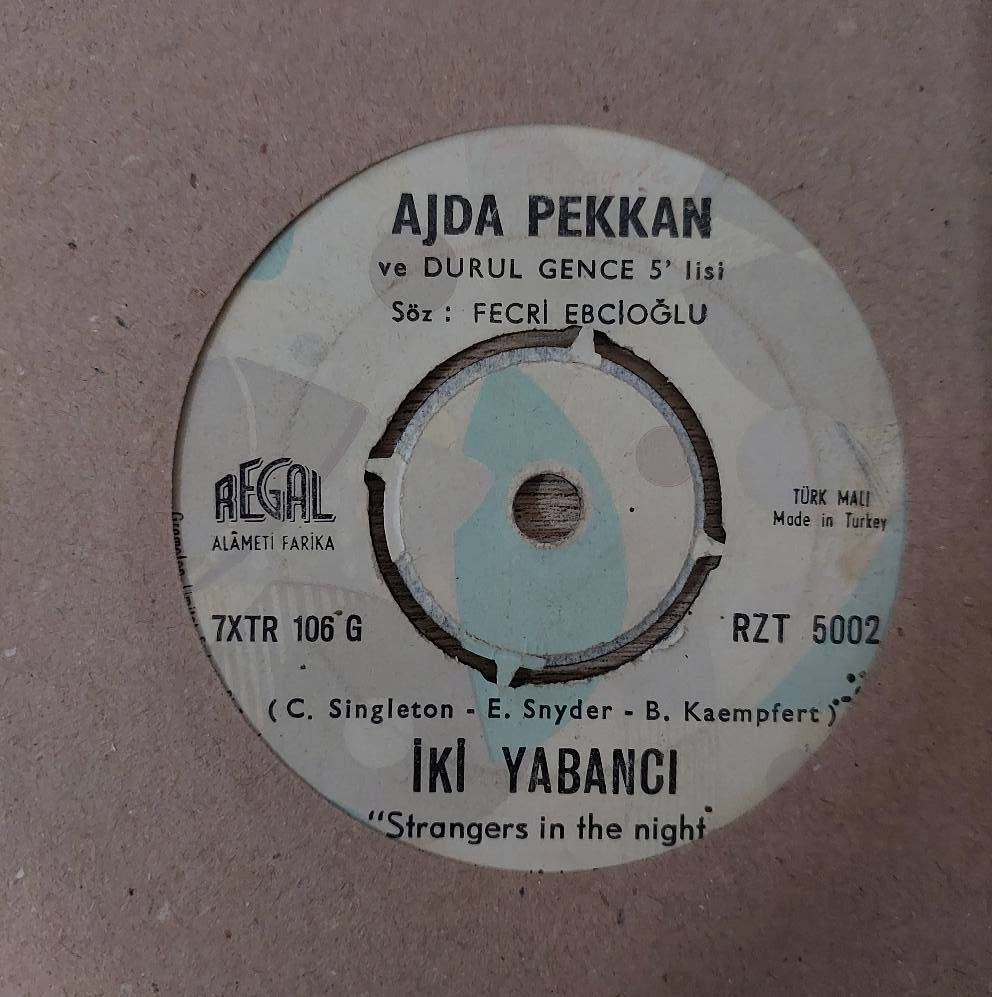 AJDA PEKKAN
ve DURUL GENCE 5' lisi
Söz : FECRİ EBCİOĞLU
REGAL
ALÂMETİ FARİKA
TÜRK MALI
Made in Turkey
7XTR 106 G
RZT 5002
( C. Singleton - E. Snyder - B. Kaempfert )
İKİ YABANCI
"Strangers in the night